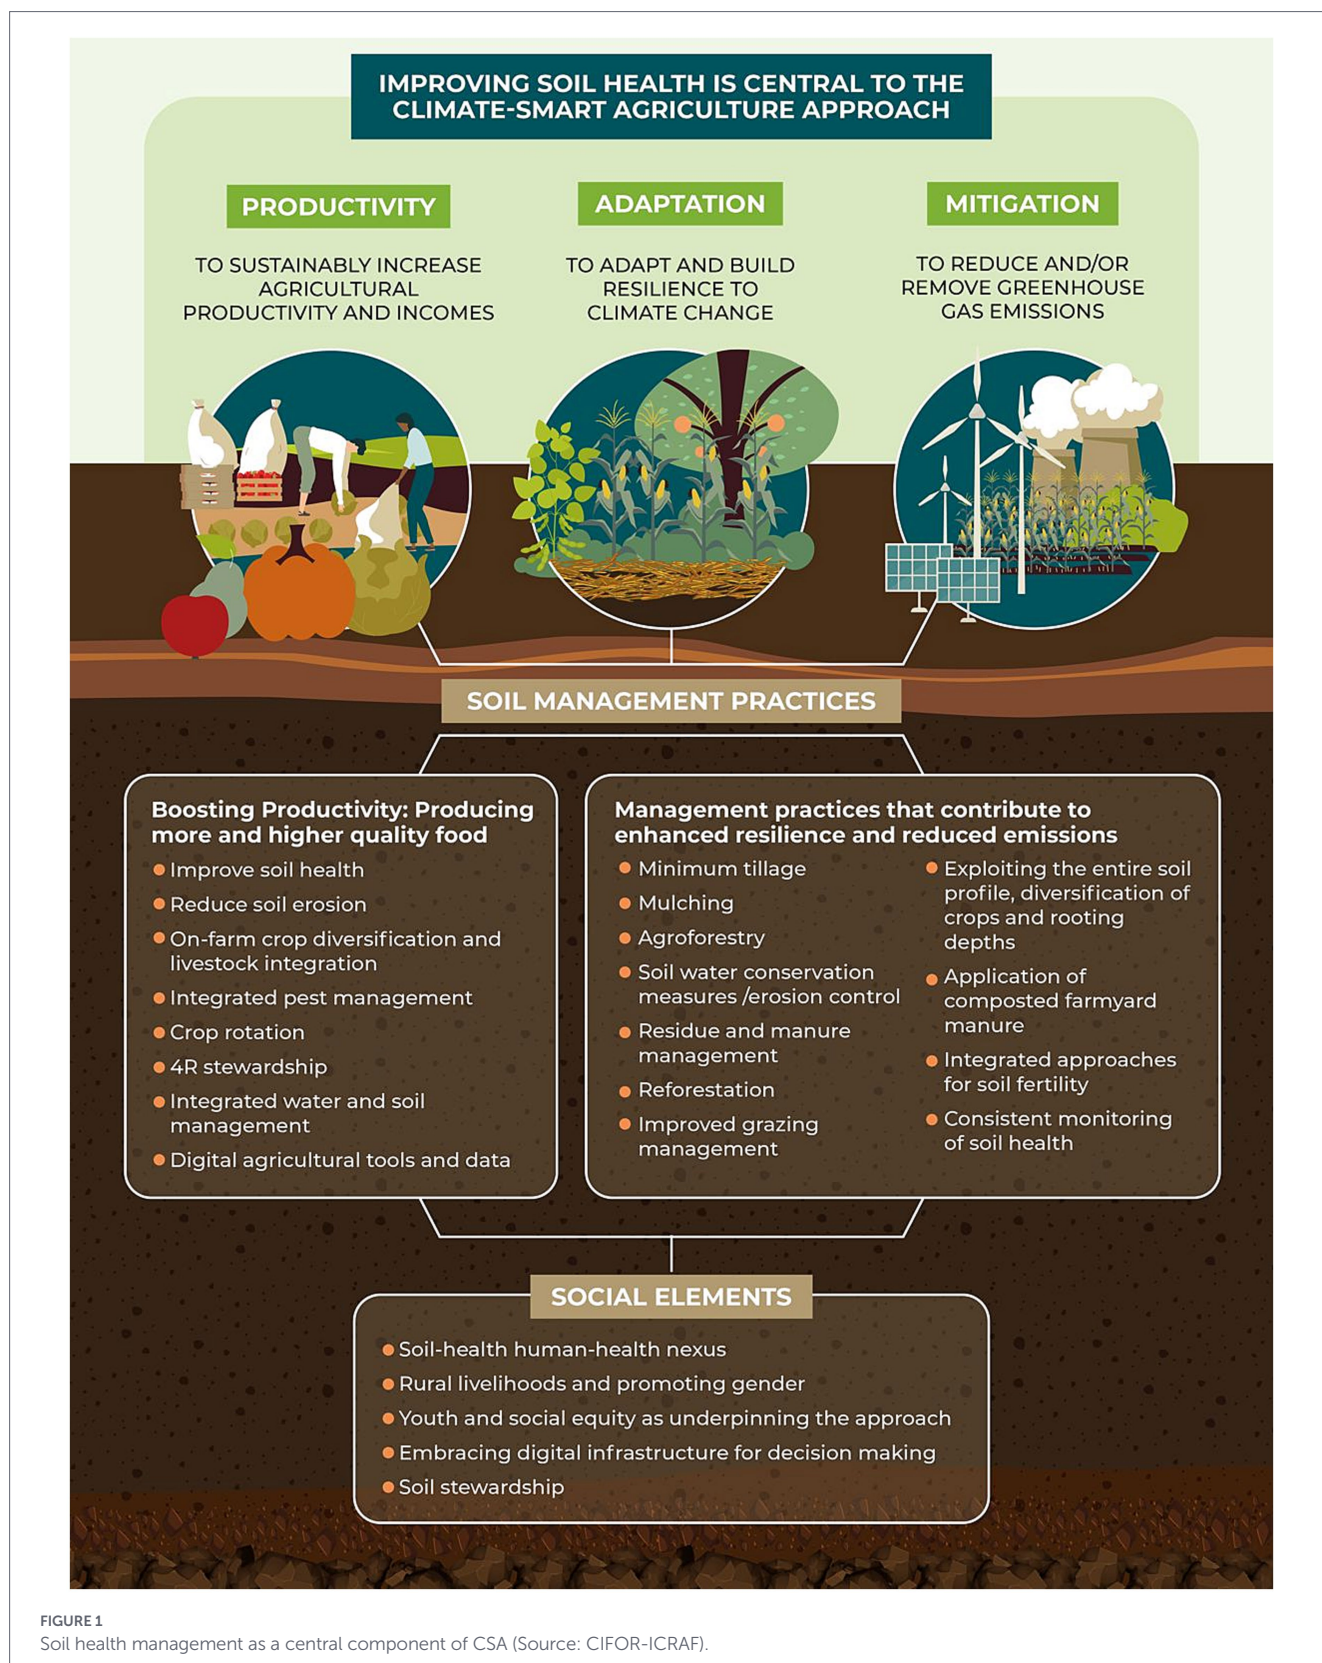 IMPROVING SOIL HEALTH IS CENTRAL TO THE
CLIMATE-SMART AGRICULTURE APPROACH
PRODUCTIVITY
TO SUSTAINABLY INCREASE
AGRICULTURAL
PRODUCTIVITY AND INCOMES
ADAPTATION
TO ADAPT AND BUILD
RESILIENCE TO
CLIMATE CHANGE
MITIGATION
TO REDUCE AND/OR
REMOVE GREENHOUSE
GAS EMISSIONS
SOIL MANAGEMENT PRACTICES
Boosting Productivity: Producing
more and higher quality food
Improve soil health
Reduce soil erosion
On-farm crop diversification and
livestock integration
Integrated pest management
Crop rotation
4R stewardship
Integrated water and soil
management
Digital agricultural tools and data
Management practices that contribute to
enhanced resilience and reduced emissions
Minimum tillage
Mulching
Agroforestry
Soil water conservation
measures /erosion control
Residue and manure
management
Reforestation
Improved grazing
management
Exploiting the entire soil
profile, diversification of
crops and rooting
depths
Application of
composted farmyard
manure
Integrated approaches
for soil fertility
Consistent monitoring
of soil health
SOCIAL ELEMENTS
Soil-health human-health nexus
Rural livelihoods and promoting gender
Youth and social equity as underpinning the approach
Embracing digital infrastructure for decision making
Soil stewardship
FIGURE 1
Soil health management as a central component of CSA (Source: CIFOR-ICRAF).